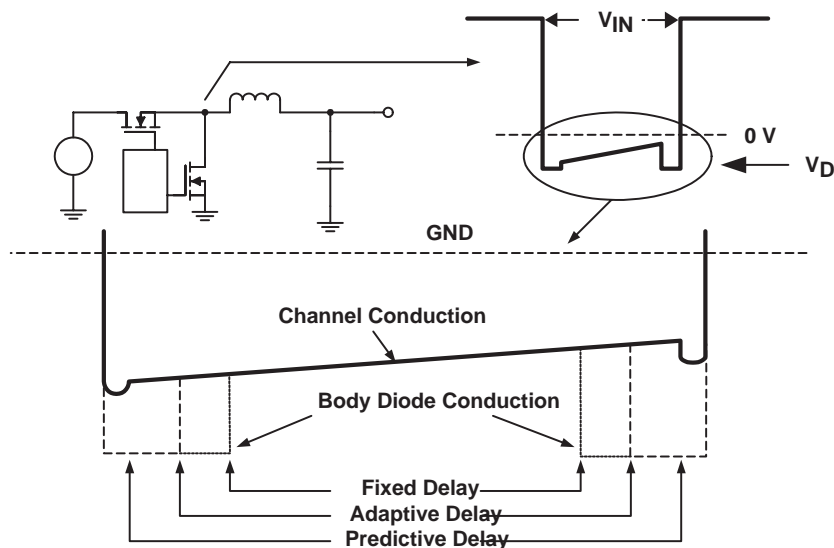 VIN
0 V
VD
GND
Channel Conduction
Body Diode Conduction
Fixed Delay
Adaptive Delay
Predictive Delay